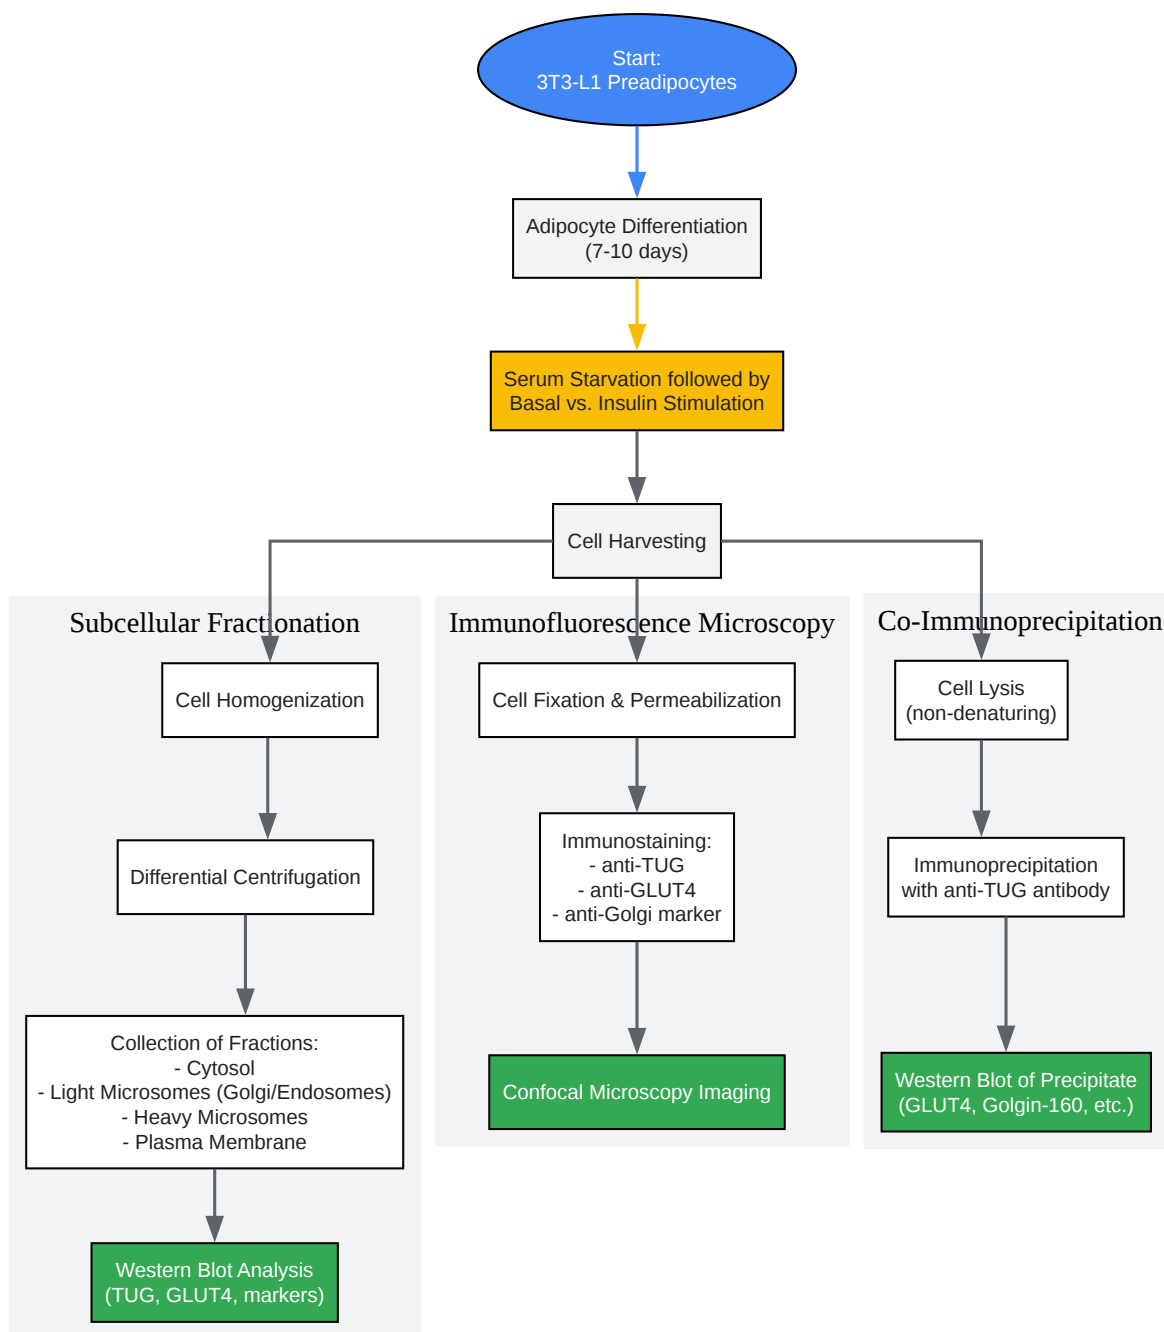 Start:
3T3-L1 Preadipocytes
Adipocyte Differentiation
(7-10 days)
Serum Starvation followed by
Basal vs. Insulin Stimulation
Cell Harvesting
Subcellular Fractionation
Cell Homogenization
Differential Centrifugation
Collection of Fractions:
- Cytosol
- Light Microsomes (Golgi/Endosomes)
- Heavy Microsomes
- Plasma Membrane
Western Blot Analysis
(TUG, GLUT4, markers)
Immunofluorescence Microscopy
Cell Fixation & Permeabilization
Immunostaining:
- anti-TUG
- anti-GLUT4
- anti-Golgi marker
Confocal Microscopy Imaging
Co-Immunoprecipitation
Cell Lysis
(non-denaturing)
Immunoprecipitation
with anti-TUG antibody
Western Blot of Precipitate
(GLUT4, Golgin-160, etc.)